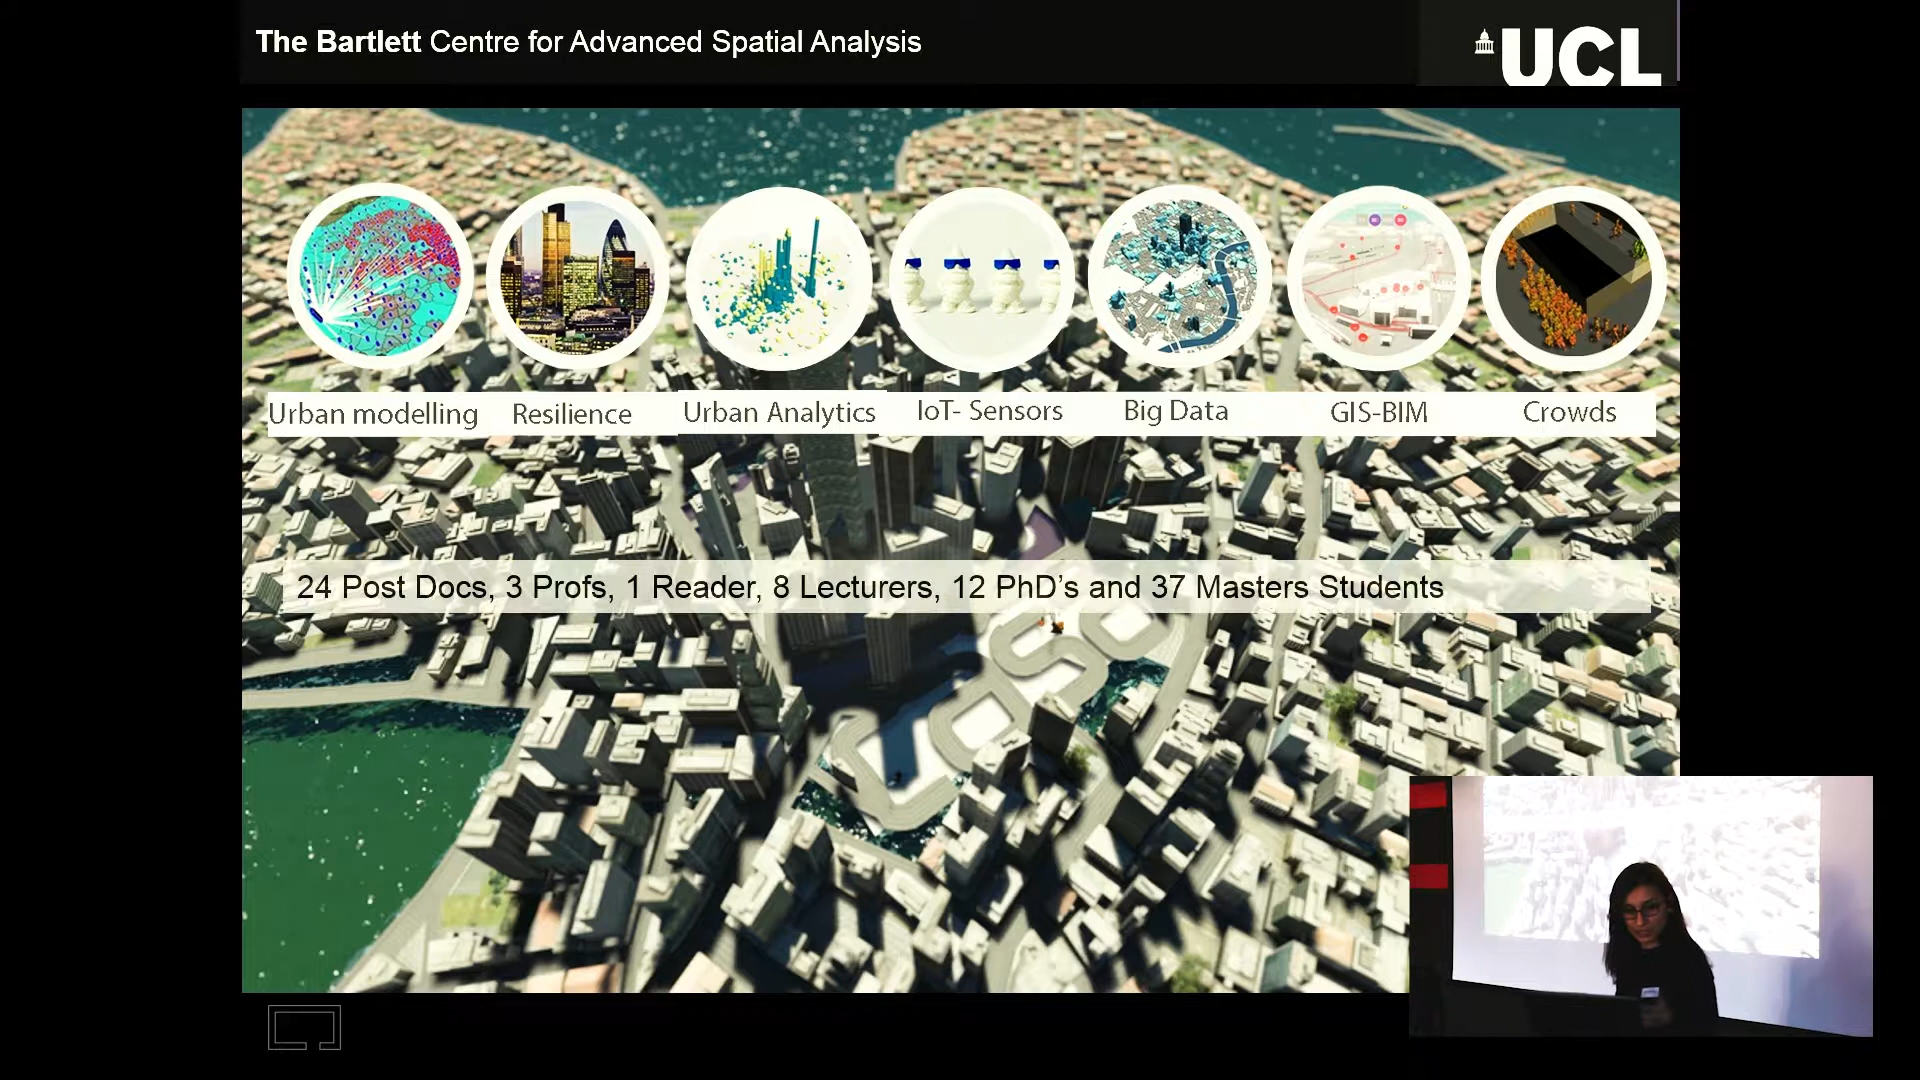 The Bartlett Centre for Advanced Spatial Analysis
UCL
Urban modelling
Resilience
Urban Analytics
IoT- Sensors
Big Data
GIS-BIM
Crowds
24 Post Docs, 3 Profs, 1 Reader, 8 Lecturers, 12 PhD’s and 37 Masters Students
casa